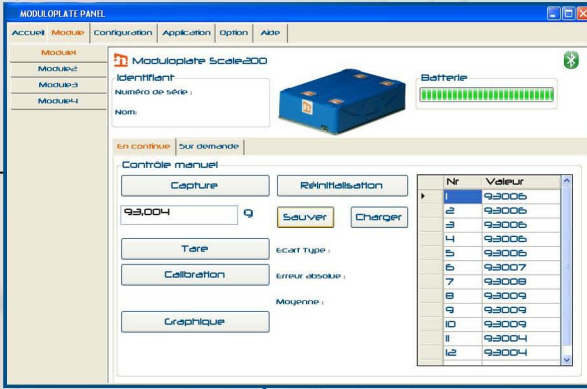 MODULOPLATE PANEL
Accueil Module Configuration Application Option Aide
Module1
Module2
Module3
Module4
Moduloplate Scale200
Identifiant
Numéro de série :
Nom:
Batterie
En continue Sur demande
Contrôle manuel
Capture Réinitialisation
93,004 g Sauver Charger
Tare Ecart Type :
Calibration Erreur absolue :
Moyenne :
Graphique
Nr Valeur
1 93006
2 93006
3 93006
4 93006
5 93006
6 93007
7 93008
8 93009
9 93009
10 93009
11 93004
12 93004